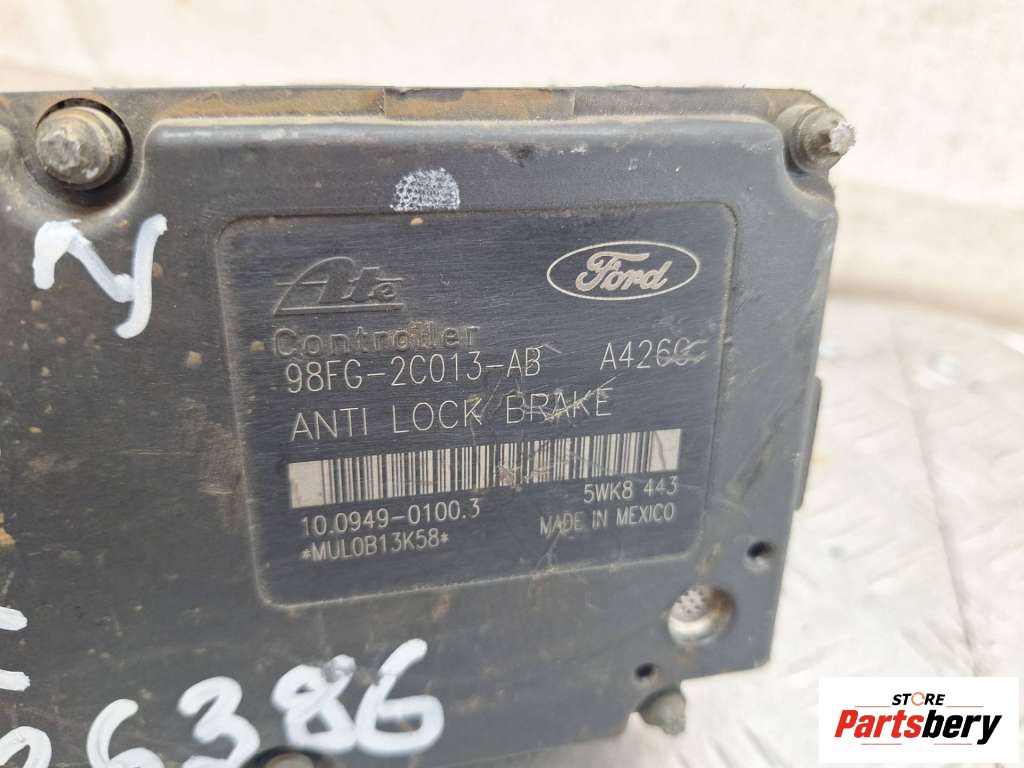 Ate
Ford
Controller
98FG-2C013-AB
ANTI LOCK BRAKE
10.0949-0100.3
5WK8 443
*MUL0B13K58*
MADE IN MEXICO
6386
STORE
Partsbery